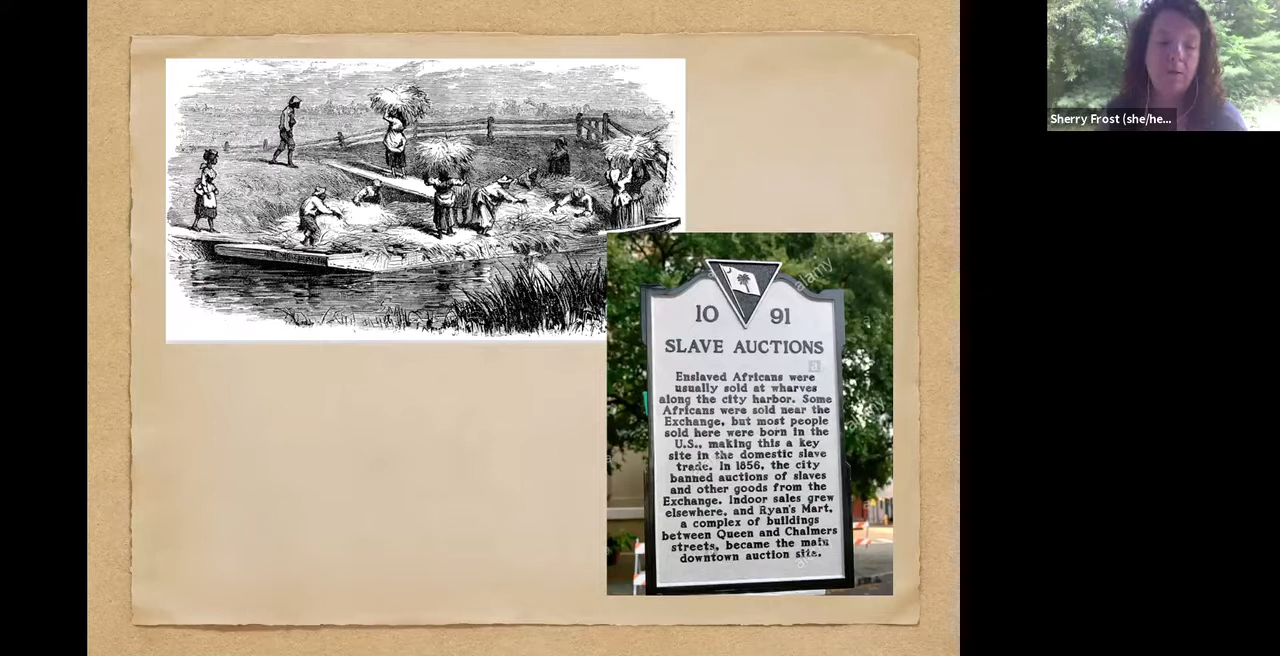 Sherry Frost (she/he...
alamy
10 91
SLAVE AUCTIONS
a
Enslaved Africans were
usually sold at wharves
along the city harbor. Some
Africans were sold near the
Exchange, but most people
sold here were born in the
U.S., making this a key
site in the domestic slave
trade. In 1856, the city
banned auctions of slaves
and other goods from the
Exchange. Indoor sales grew
elsewhere, and Ryan's Mart,
a complex of buildings
between Queen and Chalmers
streets, became the main
downtown auction site.